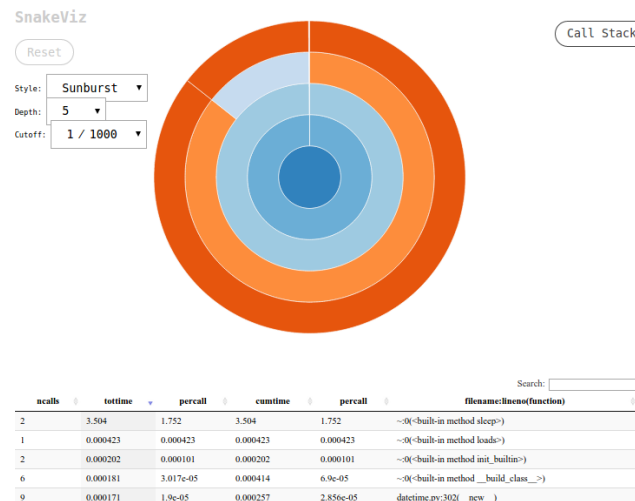 SnakeViz
Reset
Call Stack
Style: Sunburst
Depth: 5
Cutoff: 1 / 1000
Search:
ncalls tottime percall cumtime percall filename:lineno(function)
2 3.504 1.752 3.504 1.752 ~:0(<built-in method sleep>)
1 0.000423 0.000423 0.000423 0.000423 ~:0(<built-in method loads>)
2 0.000202 0.000101 0.000202 0.000101 ~:0(<built-in method init_builtin>)
6 0.000181 3.017e-05 0.000414 6.9e-05 ~:0(<built-in method __build_class__>)
9 0.000171 1.9e-05 0.000257 2.856e-05 datetime.py:302(__new__)